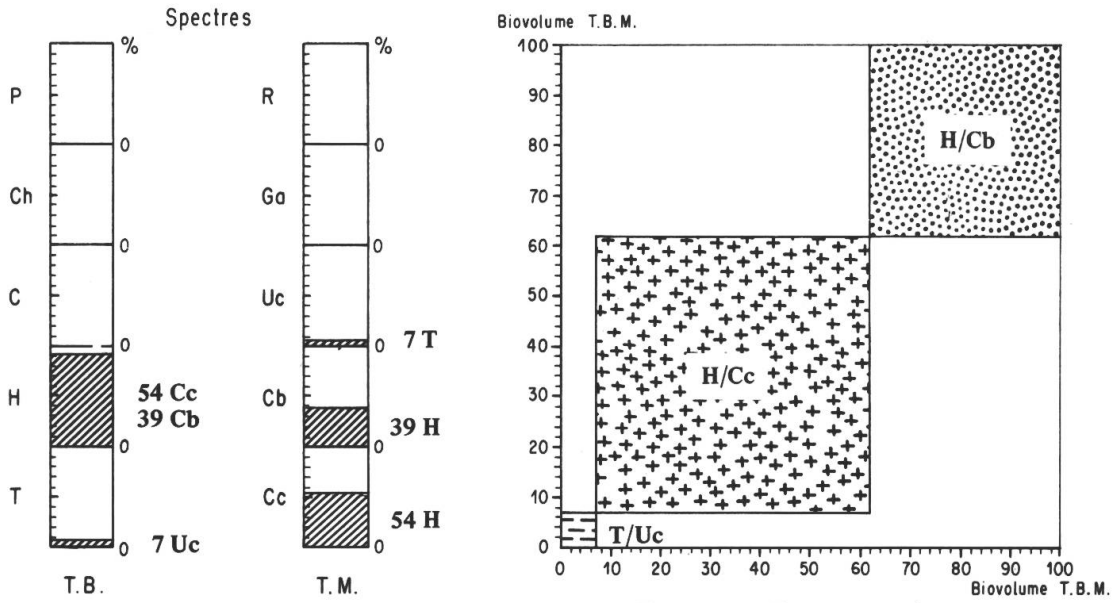 Spectres
%
P
0
Ch
0
C
0
H
54 Cc
39 Cb
0
T
7 Uc
0
T.B.
%
R
0
Ga
0
Uc
0
7 T
Cb
39 H
0
Cc
54 H
0
T.M.
Biovolume T.B.M.
100
90
80
70
60
50
40
30
20
10
0
H/Cb
H/Cc
T/Uc
0 10 20 30 40 50 60 70 80 90 100
Biovolume T.B.M.